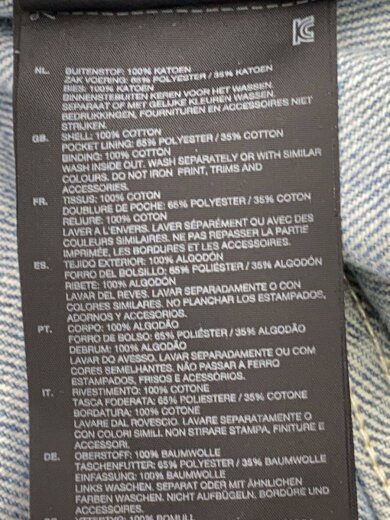 NL. BUITENSTOF: 100% KATOEN
ZAK VOERING: 65% POLYESTER / 35% KATOEN
BIES: 100% KATOEN
BINNENSTEBUITEN KEREN VOOR HET WASSEN.
SEPARAAT OF MET GELIJKE KLEUREN WASSEN.
BEDRUKKINGEN, FOURNITUREN EN ACCESSOIRES NIET
STRIJKEN
GB. SHELL: 100% COTTON
POCKET LINING: 65% POLYESTER / 35% COTTON
BINDING: 100% COTTON
WASH INSIDE OUT. WASH SEPARATELY OR WITH SIMILAR
COLOURS. DO NOT IRON PRINT, TRIMS AND
ACCESSORIES.
FR. TISSUS: 100% COTON
DOUBLURE DE POCHE: 65% POLYESTER / 35% COTON
RELIURE: 100% COTON
LAVER A L'ENVERS. LAVER SÉPARÉMENT OU AVEC DES
COULEURS SIMILAIRES. NE PAS REPASSER LA PARTIE
IMPRIMÉE, LES BORDURES ET LES ACCESSOIRES.
ES. TEJIDO EXTERIOR: 100% ALGODÓN
FORRO DEL BOLSILLO: 65% POLIÉSTER / 35% ALGODÓN
RIBETE: 100% ALGODÓN
LAVAR DEL REVES. LAVAR SEPARADAMENTE O CON
COLORES SIMILARES. NO PLANCHAR LOS ESTAMPADOS,
ADORNOS Y ACCESORIOS.
PT. CORPO: 100% ALGODÃO
FORRO DE BOLSO: 65% POLIÉSTER / 35% ALGODÃO
DEBRUM: 100% ALGODÃO
LAVAR DO AVESSO. LAVAR SEPARADAMENTE OU COM
CORES SEMELHANTES. NÃO PASSAR À FERRO
ESTAMPADOS, FRISOS E ACESSÓRIOS.
IT. RIVESTIMENTO: 100% COTONE
TASCA FODERATA: 65% POLIESTERE / 35% COTONE
BORDATURA: 100% COTONE
LAVARE DAL ROVESCIO. LAVARE SEPARATAMENTE O
CON COLORI SIMILI. NON STIRARE STAMPA, FINITURE E
ACCESSORI.
DE. OBERSTOFF: 100% BAUMWOLLE
TASCHENFUTTER: 65% POLYESTER / 35% BAUMWOLLE
EINFASSUNG: 100% BAUMWOLLE
LINKS WASCHEN. SEPARAT ODER MIT ÄHNLICHEN
FARBEN WASCHEN. NICHT AUFBÜGELN. BORDÜRE UND
ACCESSOIRES.